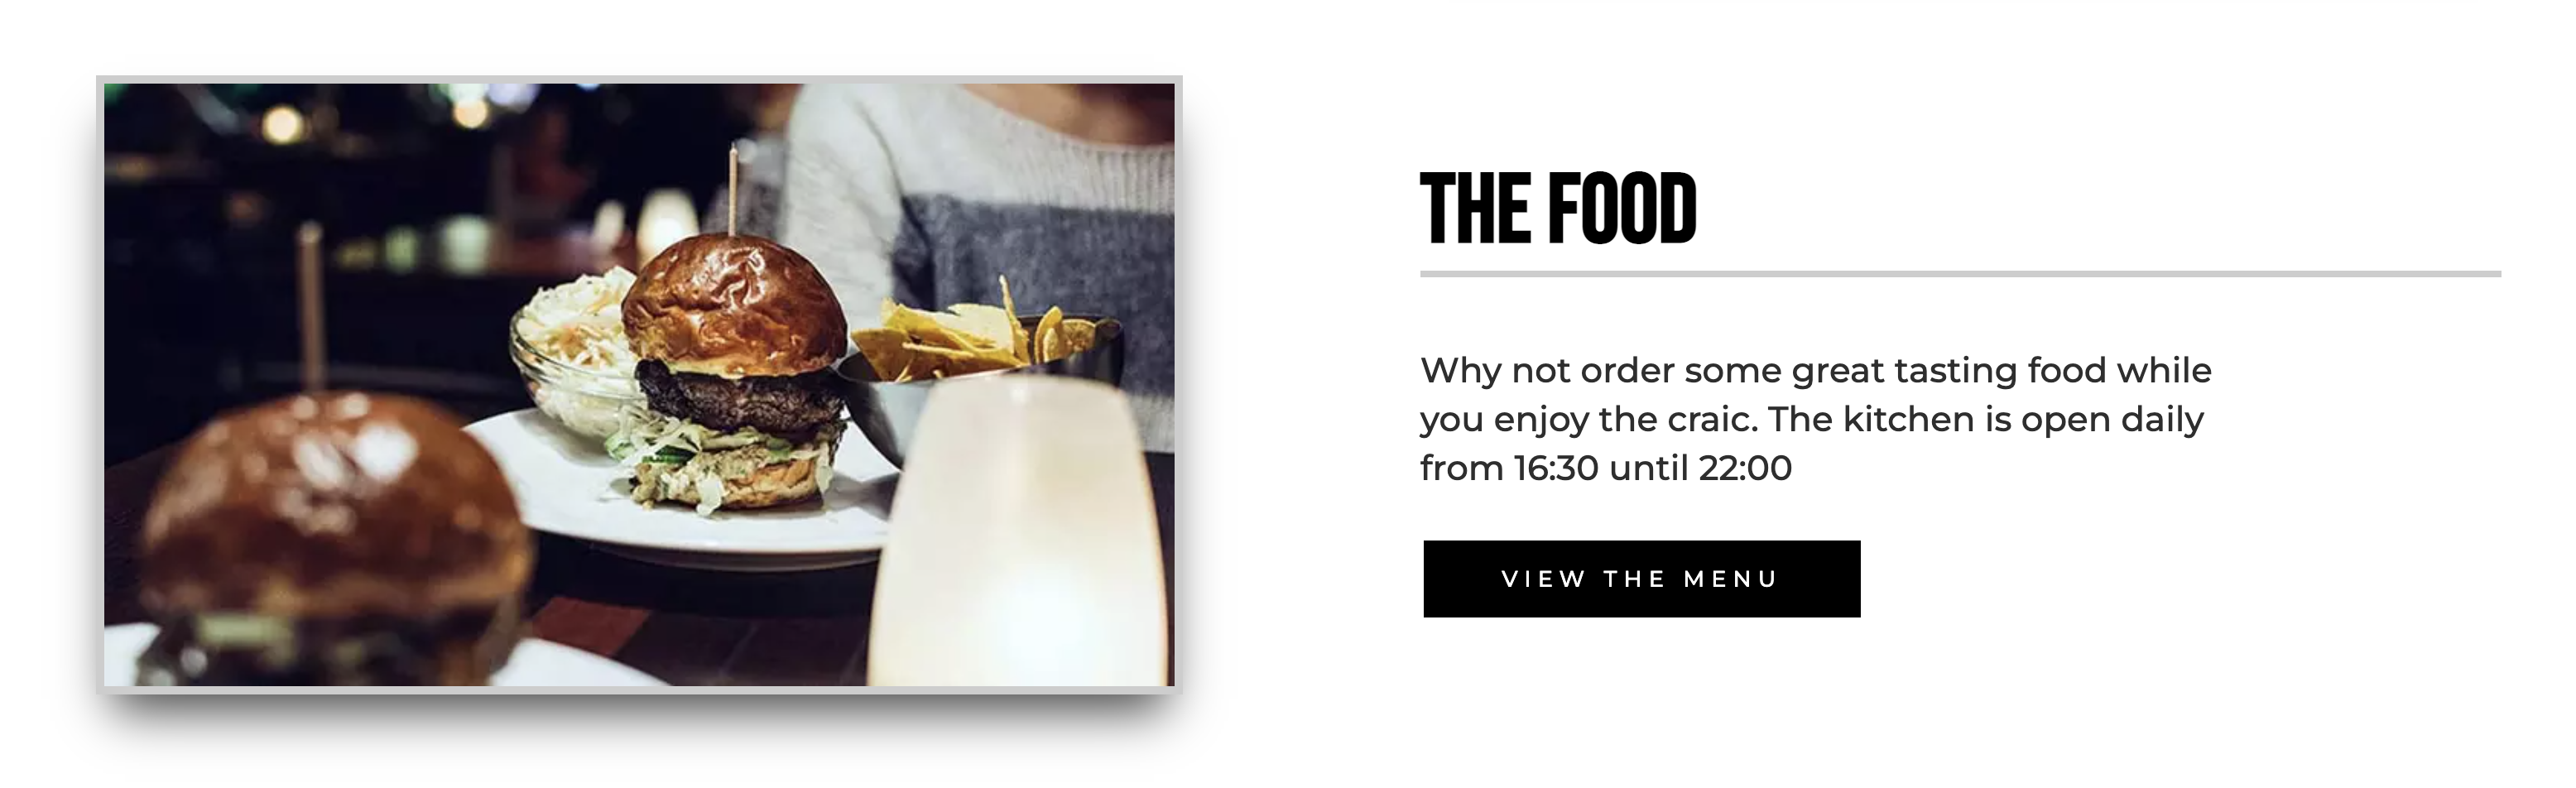 THE FOOD
Why not order some great tasting food while
you enjoy the craic. The kitchen is open daily
from 16:30 until 22:00
VIEW THE MENU